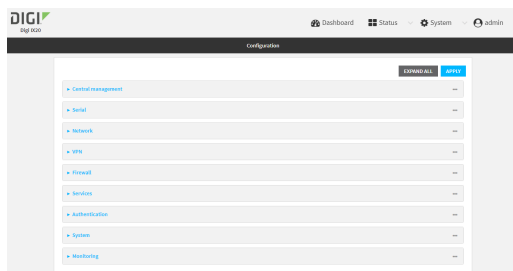 DIGI
Digi IX20
Dashboard
Status
System
admin
Configuration
EXPAND ALL
APPLY
Central management
Serial
Network
VPN
Firewall
Services
Authentication
System
Monitoring